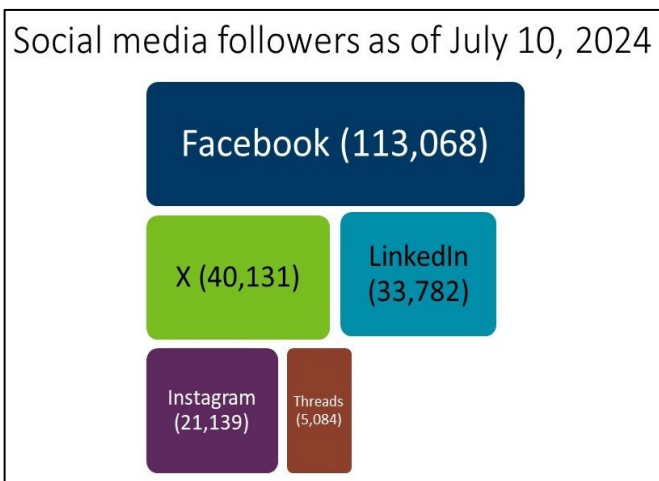 Social media followers as of July 10, 2024
Facebook (113,068)
X (40,131)
LinkedIn
(33,782)
Instagram
(21,139)
Threads
(5,084)